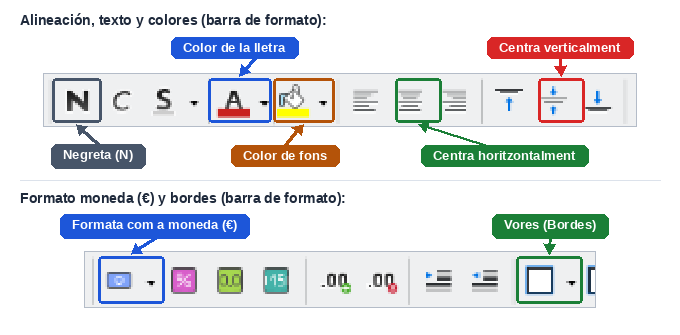 Alineación, texto y colores (barra de formato):
Color de la lletra
Centra verticalment
N C S A
Negreta (N)
Color de fons
Centra horitzontalment
Formato moneda (€) y bordes (barra de formato):
Formata com a moneda (€)
Vores (Bordes)
% 0.0 .00 .00